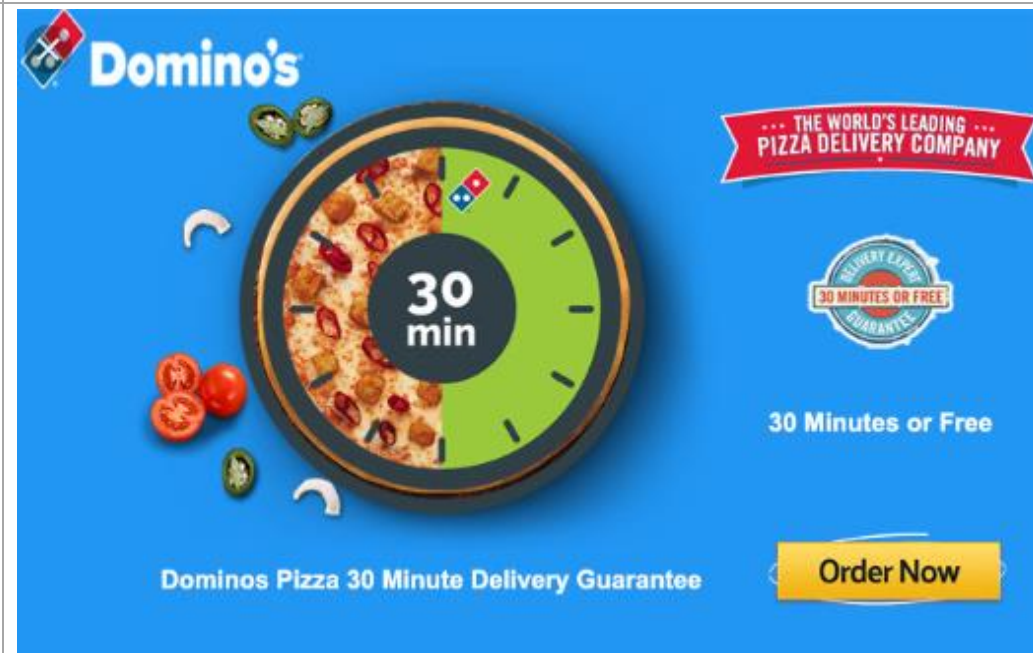 Domino's
THE WORLD'S LEADING
PIZZA DELIVERY COMPANY
30
min
DELIVERY EXPERT
30 MINUTES OR FREE
GUARANTEE
30 Minutes or Free
Dominos Pizza 30 Minute Delivery Guarantee
Order Now